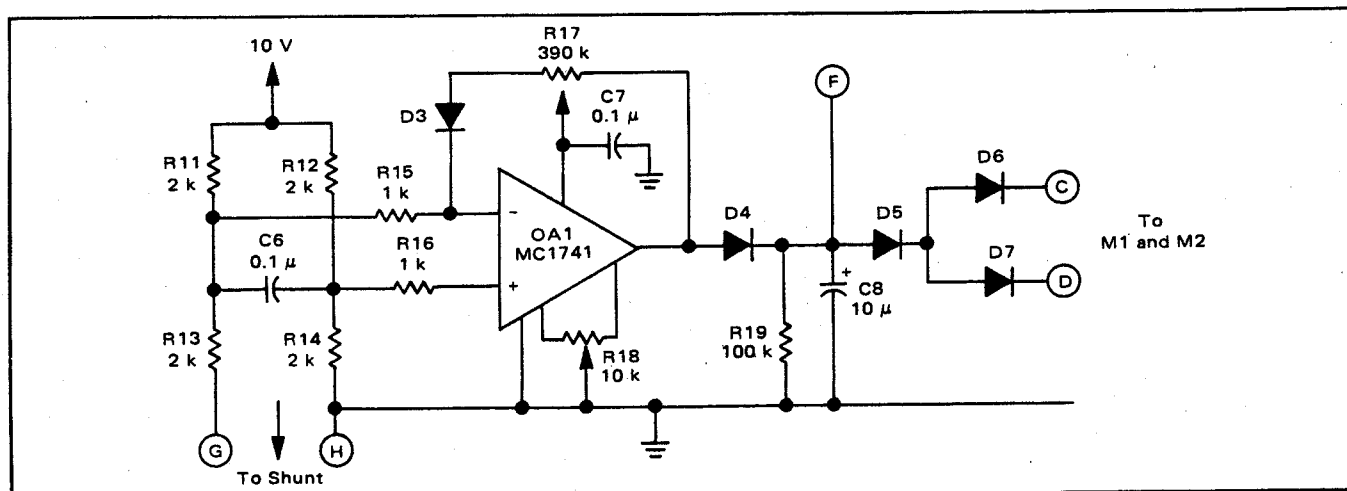 10 V
R17
390 k
F
D3
C7
0.1 μ
R11
2 k
R12
2 k
R15
1 k
D6
C
−
D4
D5
To
M1 and M2
OA1
MC1741
C6
0.1 μ
R16
1 k
D7
D
+
+
C8
10 μ
R13
2 k
R14
2 k
R18
10 k
R19
100 k
G
H
To Shunt